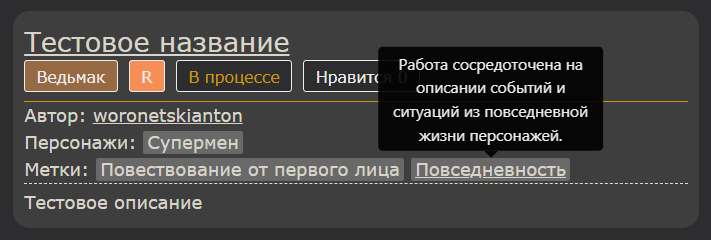 Тестовое название
Ведьмак R В процессе Нравится 0
Работа сосредоточена на
описании событий и
ситуаций из повседневной
жизни персонажей.
Автор: woronetskianton
Персонажи: Супермен
Метки: Повествование от первого лица Повседневность
Тестовое описание